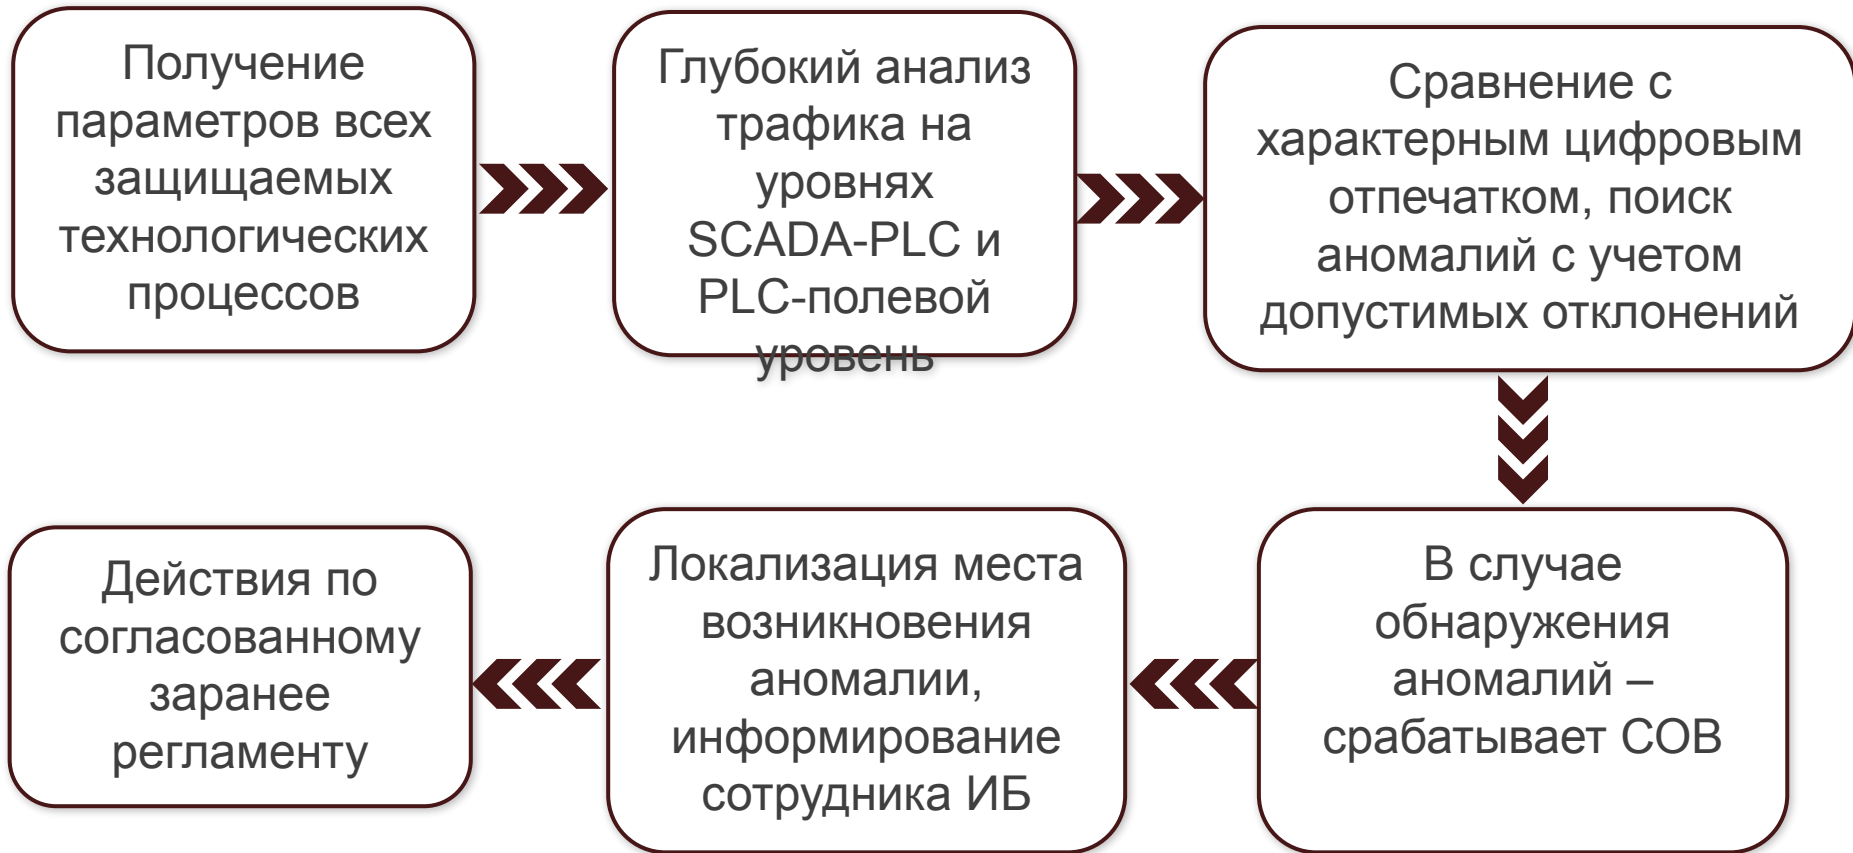 Получение
параметров всех
защищаемых
технологических
процессов
Глубокий анализ
трафика на
уровнях
SCADA-PLC и
PLC-полевой
уровень
Сравнение с
характерным цифровым
отпечатком, поиск
аномалий с учетом
допустимых отклонений
В случае
обнаружения
аномалий –
срабатывает СОВ
Локализация места
возникновения
аномалии,
информирование
сотрудника ИБ
Действия по
согласованному
заранее
регламенту